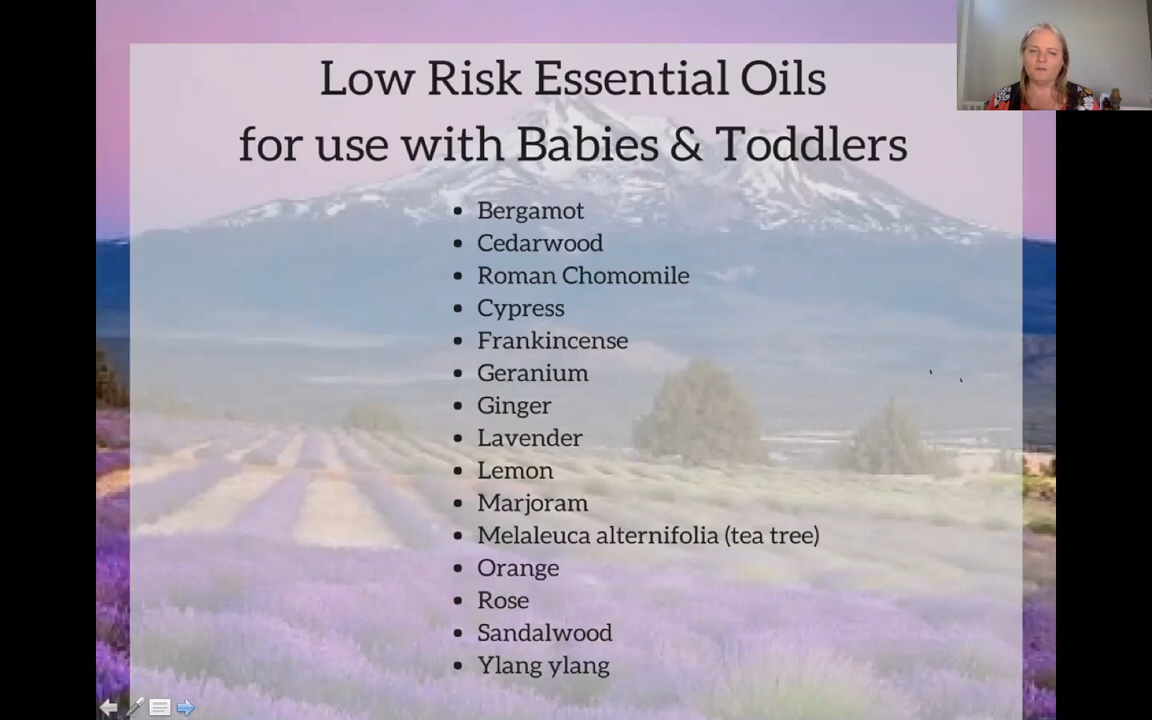 Low Risk Essential Oils
for use with Babies & Toddlers
Bergamot
Cedarwood
Roman Chomomile
Cypress
Frankincense
Geranium
Ginger
Lavender
Lemon
Marjoram
Melaleuca alternifolia (tea tree)
Orange
Rose
Sandalwood
Ylang ylang